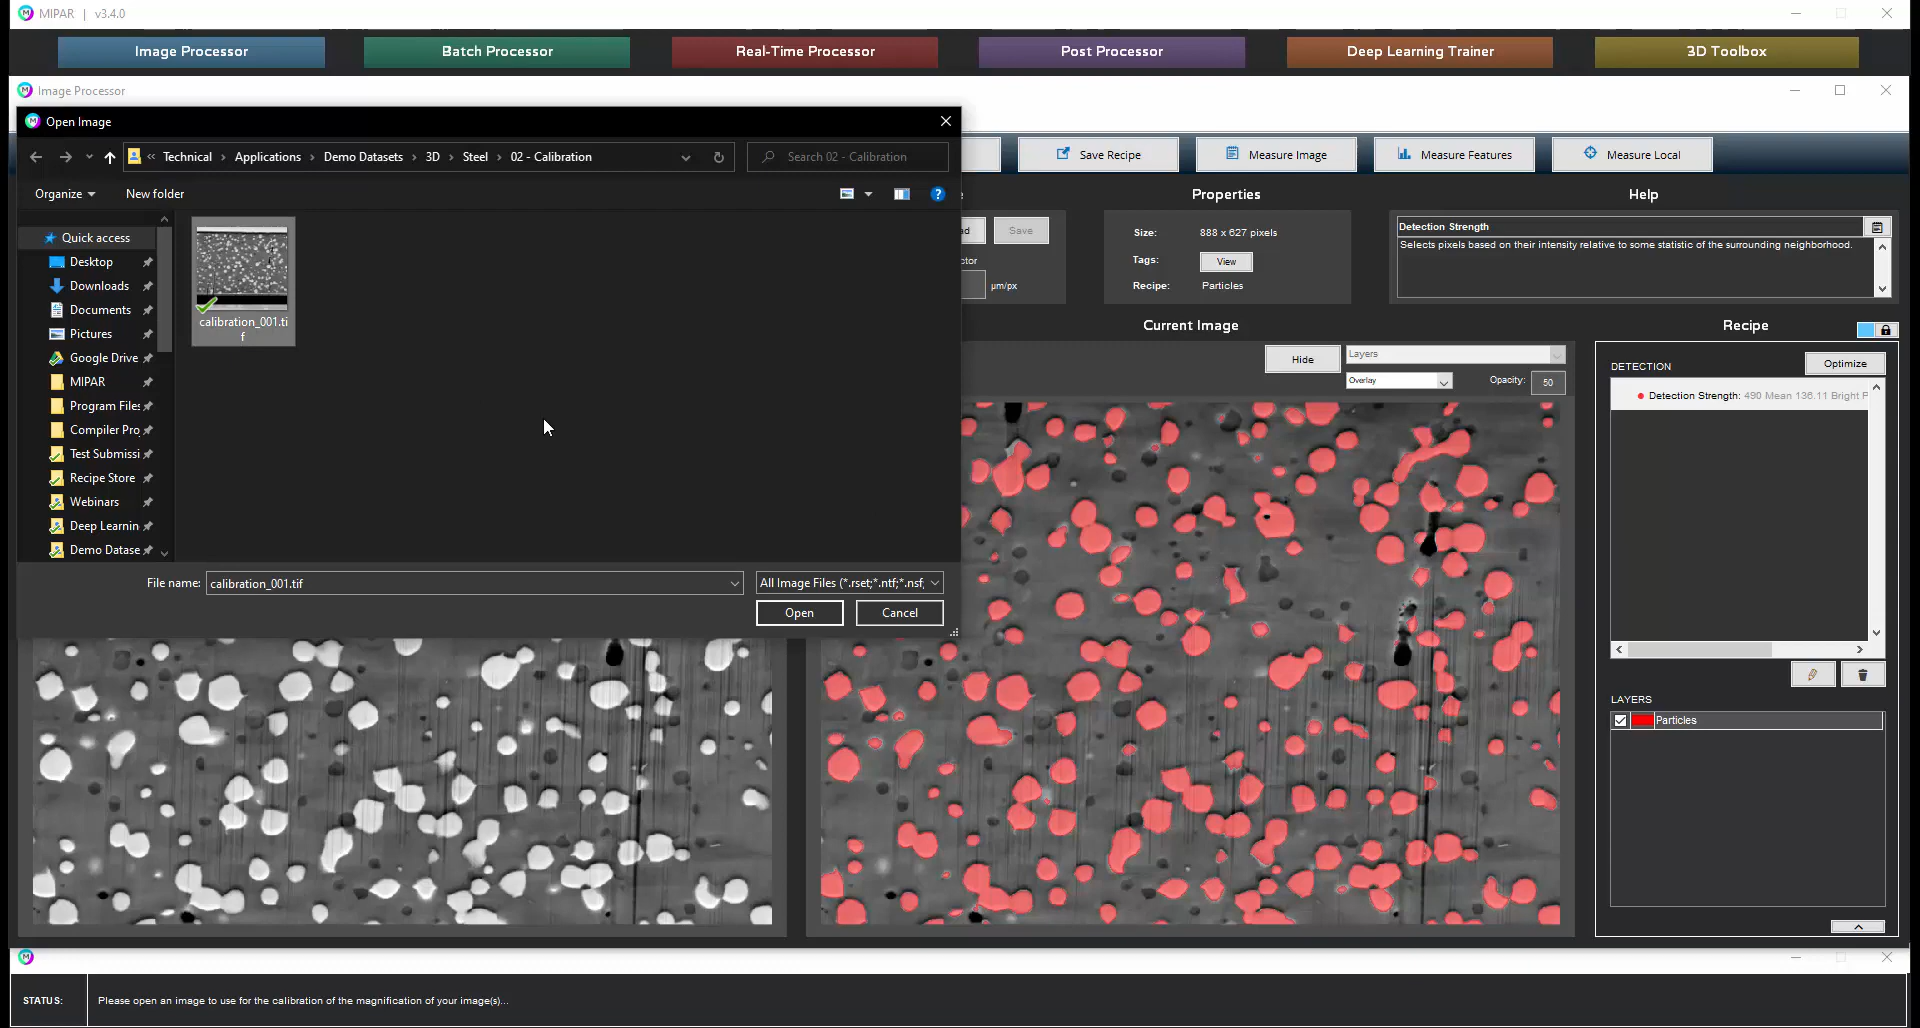 MIPAR | v3.4.0
Image Processor
Batch Processor
Real-Time Processor
Post Processor
Deep Learning Trainer
3D Toolbox
Image Processor
Open Image
« Technical › Applications › Demo Datasets › 3D › Steel › 02 - Calibration
Search 02 - Calibration
Organize
New folder
Quick access
Desktop
Downloads
Documents
Pictures
Google Drive
MIPAR
Program Files
Compiler Pro
Test Submissi
Recipe Store
Webinars
Deep Learnin
Demo Datase
calibration_001.ti
f
File name: calibration_001.tif
All Image Files (*.rset;*.ntf;*.nsf,
Open
Cancel
Save Recipe
Measure Image
Measure Features
Measure Local
Properties
Help
ad
Save
tor
µm/px
Size: 888 x 627 pixels
Tags: View
Recipe: Particles
Detection Strength
Selects pixels based on their intensity relative to some statistic of the surrounding neighborhood.
Current Image
Recipe
Hide
Layers
Overlay
Opacity: 50
DETECTION
Optimize
Detection Strength: 490 Mean 136.11 Bright P
LAYERS
Particles
STATUS: Please open an image to use for the calibration of the magnification of your image(s)...